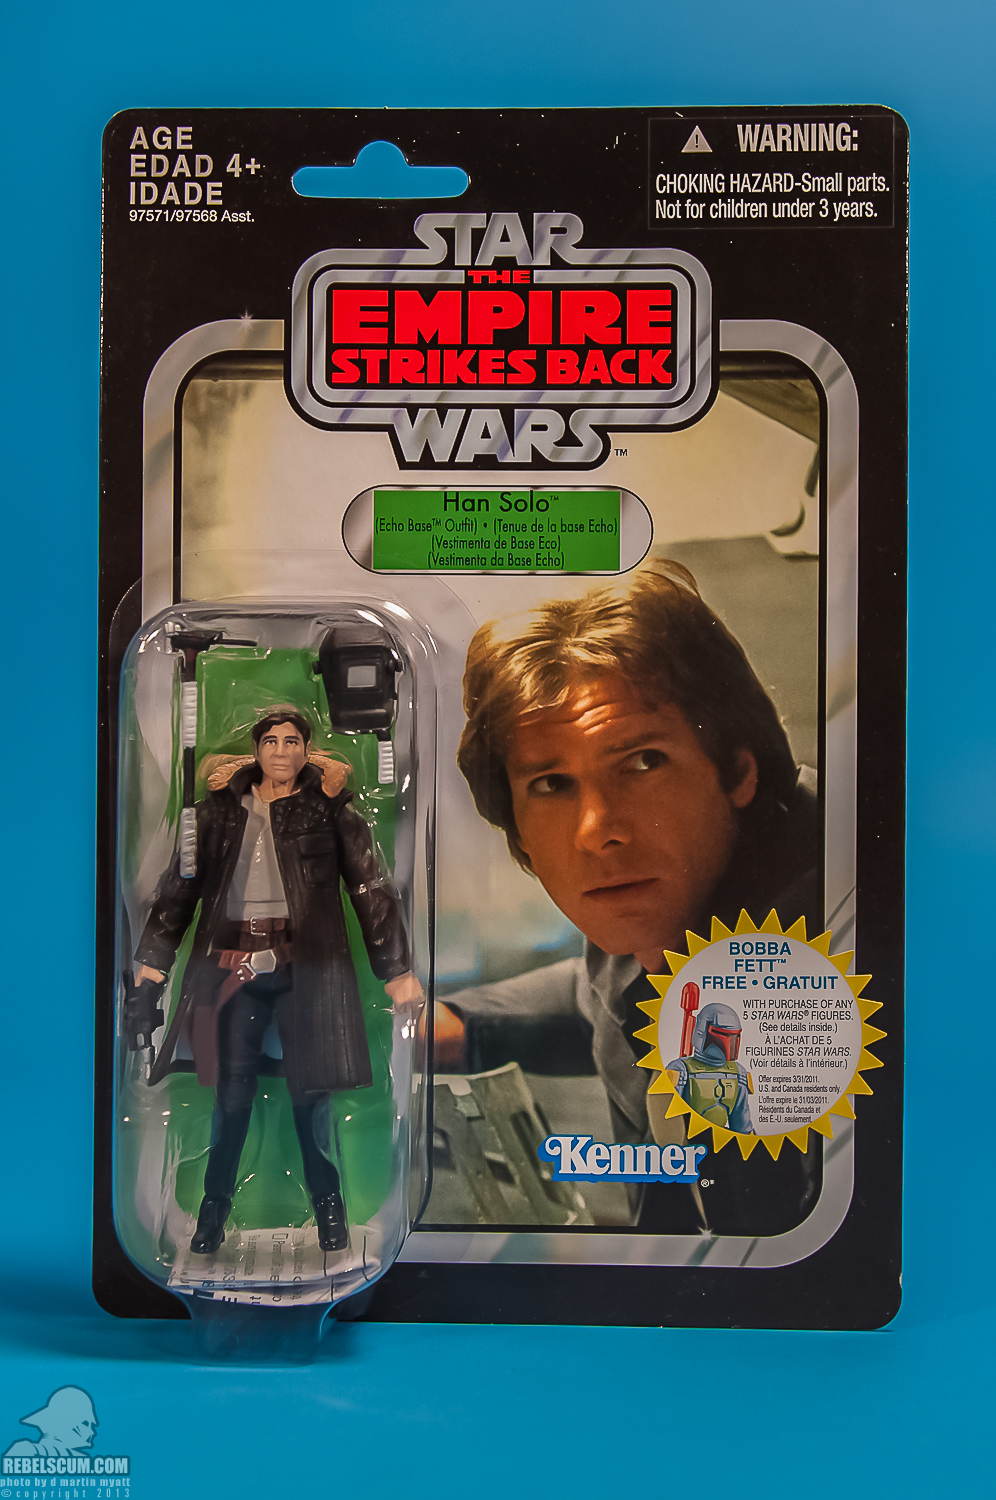 AGE
EDAD 4+
IDADE
97571/97568 Asst.
WARNING:
CHOKING HAZARD-Small parts.
Not for children under 3 years.
STAR
THE
EMPIRE
STRIKES BACK
WARS™
Han Solo™
(Echo Base™ Outfit) • (Tenue de la base Echo)
(Vestimenta de Base Eco)
(Vestimenta da Base Echo)
BOBBA
FETT™
FREE • GRATUIT
WITH PURCHASE OF ANY
5 STAR WARS® FIGURES.
(See details inside.)
À L'ACHAT DE 5
FIGURINES STAR WARS.
(Voir détails à l'intérieur.)
Offer expires 3/31/2011.
U.S. and Canada residents only.
L'offre expire le 31/03/2011.
Résidents du Canada et
des É.-U. seulement.
Kenner®
REBELSCUM.COM
photo by d martin myatt
© copyright 2013